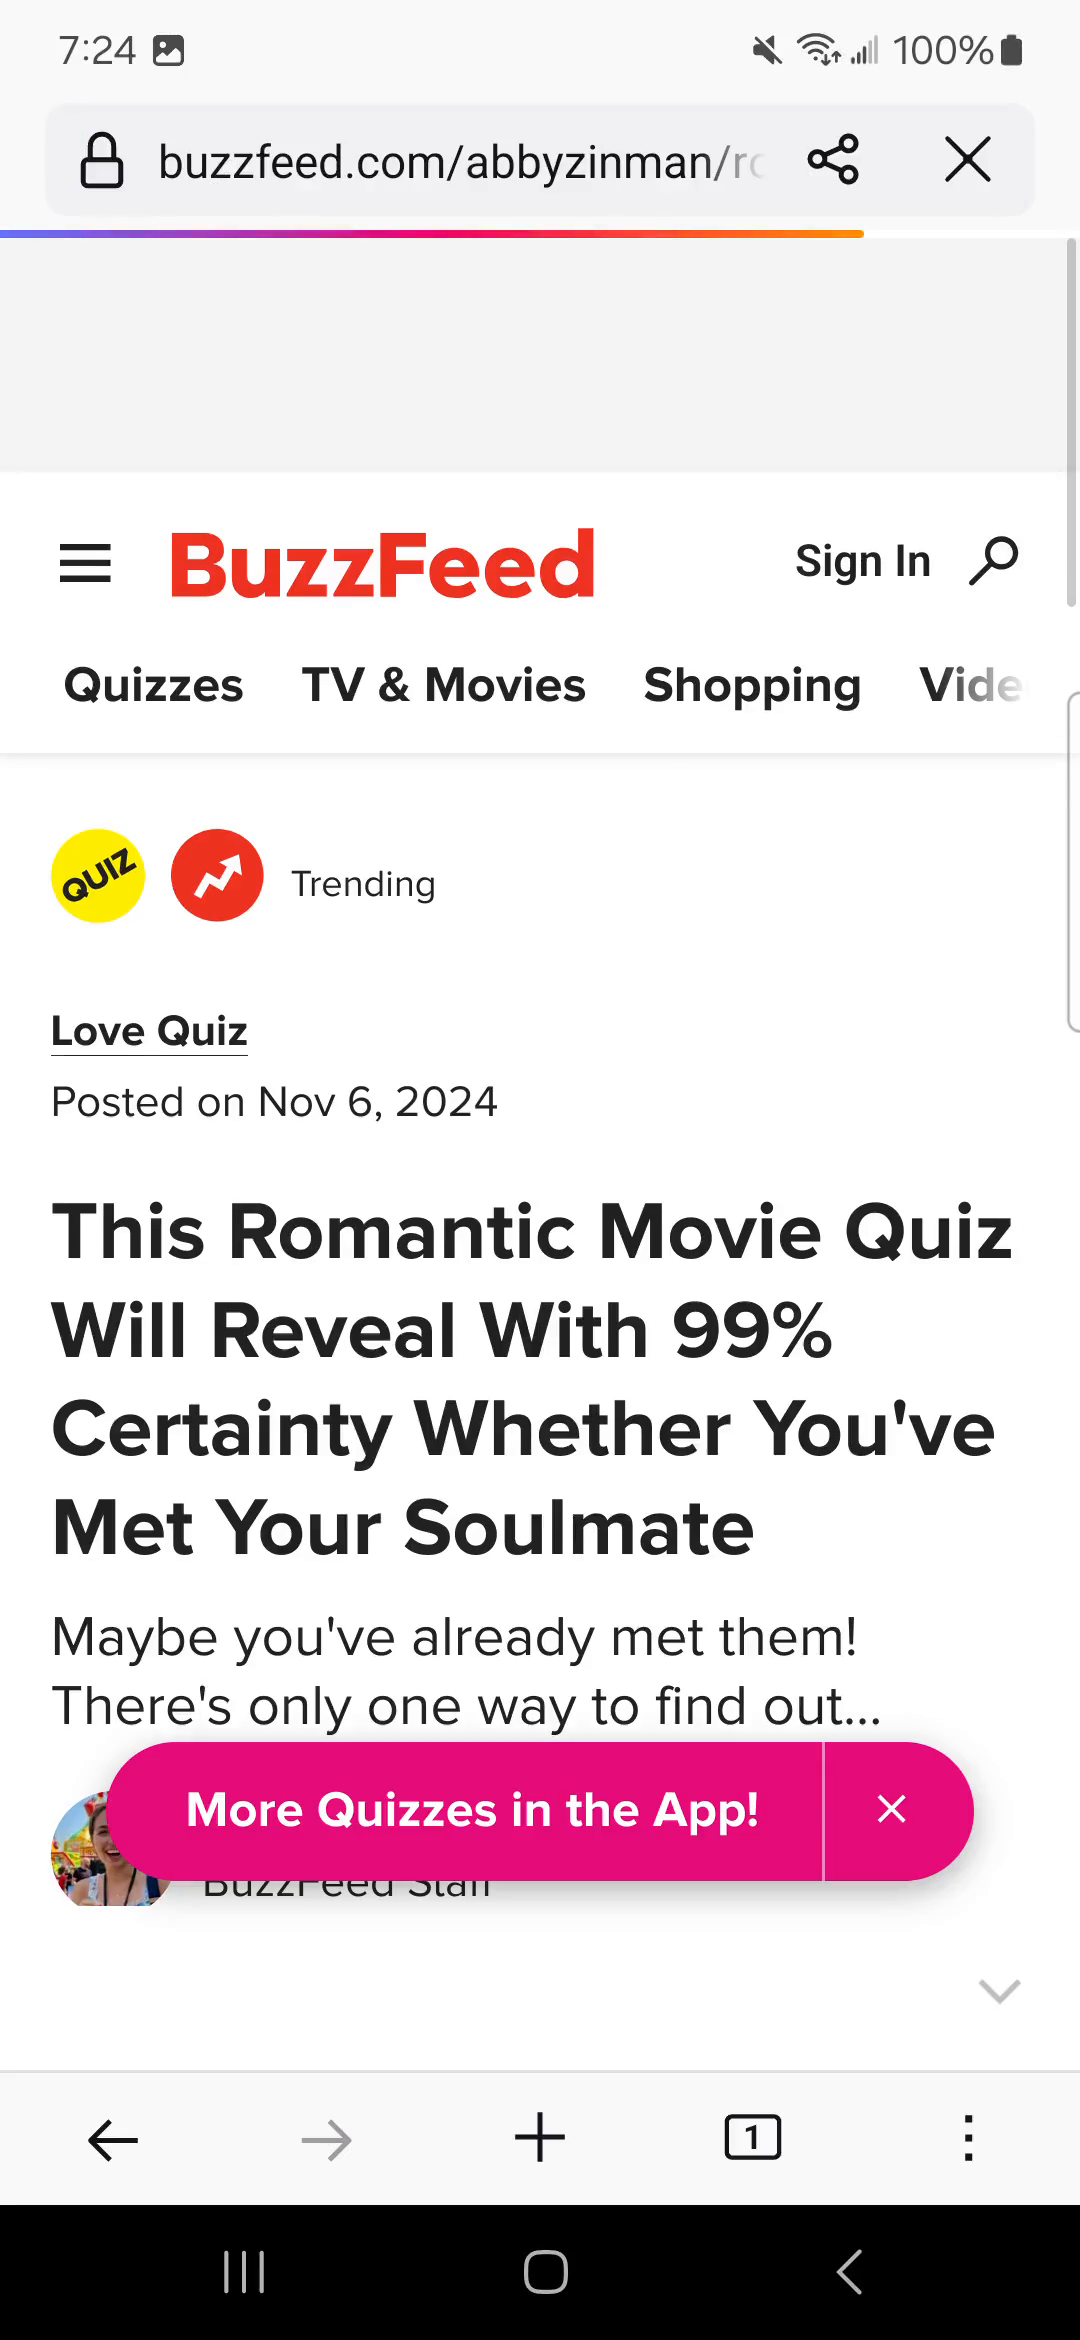 7:24
100%
buzzfeed.com/abbyzinman/ro
BuzzFeed
Sign In
Quizzes TV & Movies Shopping Vide
QUIZ
Trending
Love Quiz
Posted on Nov 6, 2024
This Romantic Movie Quiz
Will Reveal With 99%
Certainty Whether You've
Met Your Soulmate
Maybe you've already met them!
There's only one way to find out...
More Quizzes in the App!
BuzzFeed Staff
1